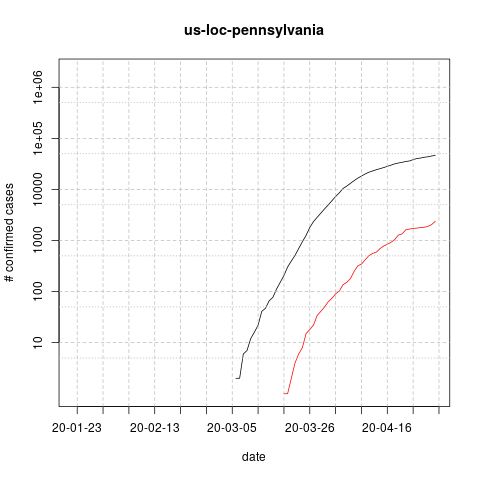 us-loc-pennsylvania
# confirmed cases
1e+06
1e+05
10000
1000
100
10
20-01-23
20-02-13
20-03-05
20-03-26
20-04-16
date